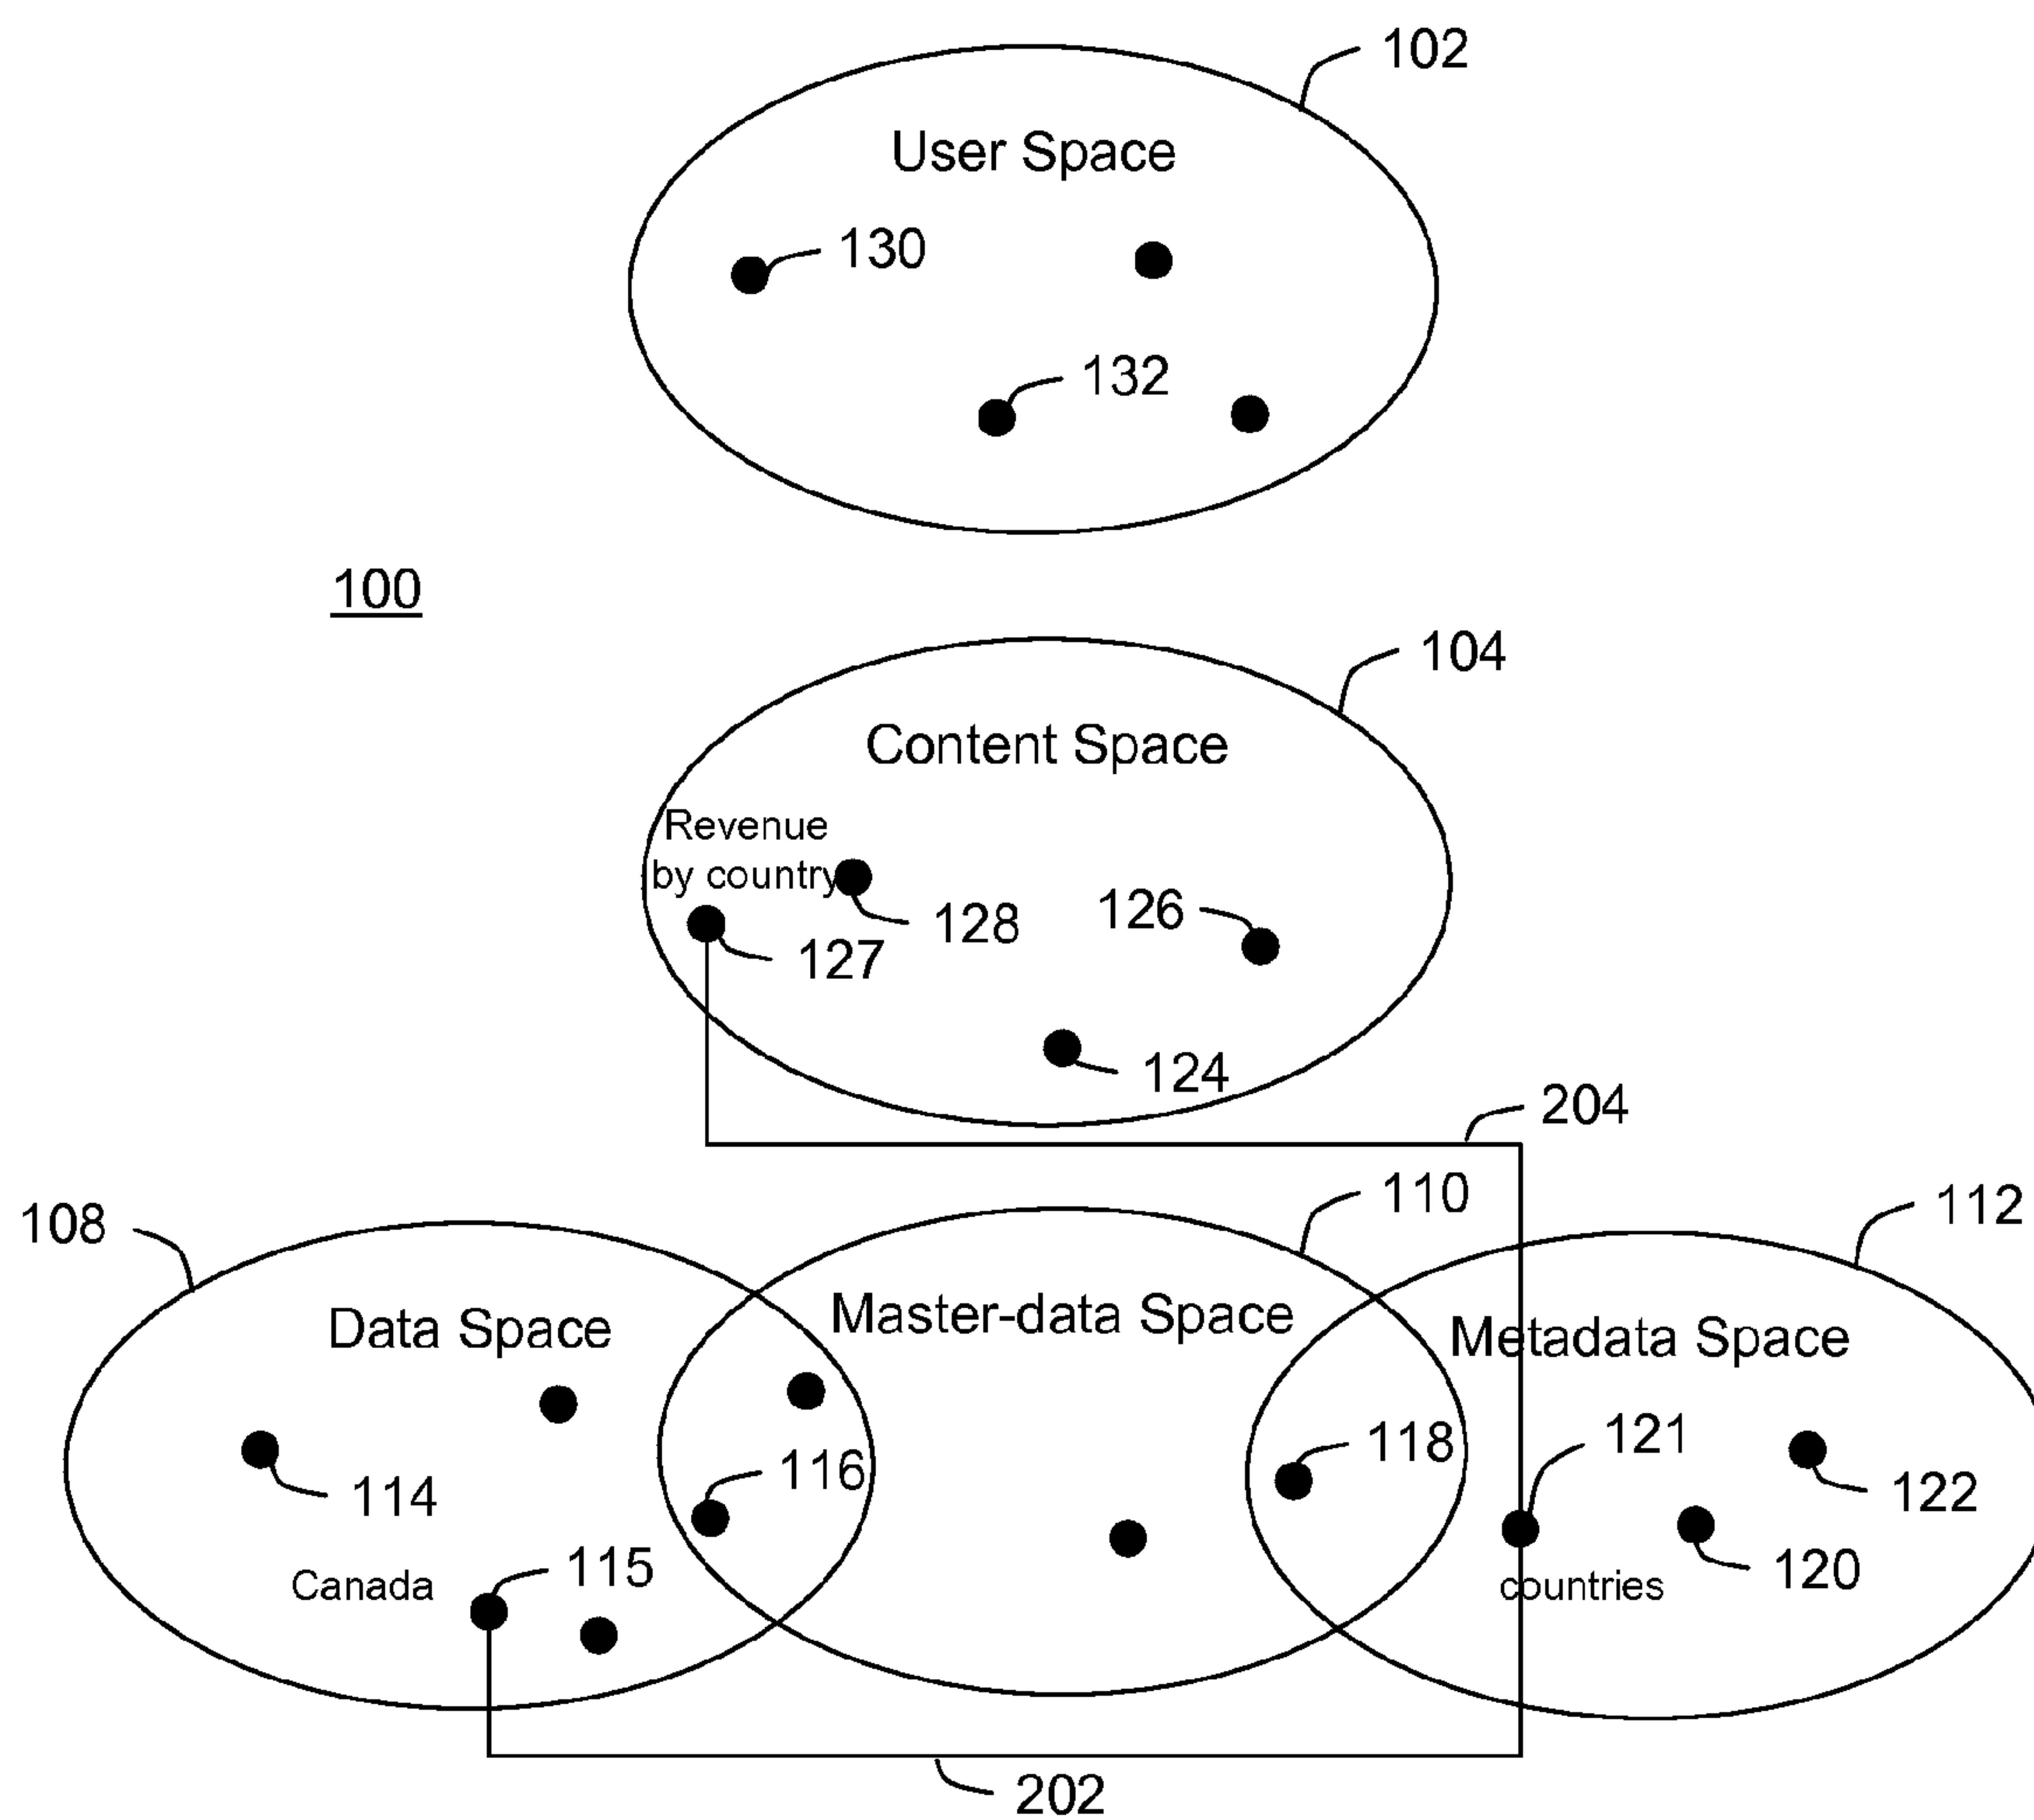 102
User Space
130
132
100
104
Content Space
Revenue
by country
128
126
127
124
204
110
108
112
Data Space
Master-data Space
Metadata Space
121
118
116
114
122
115
Canada
countries
120
202